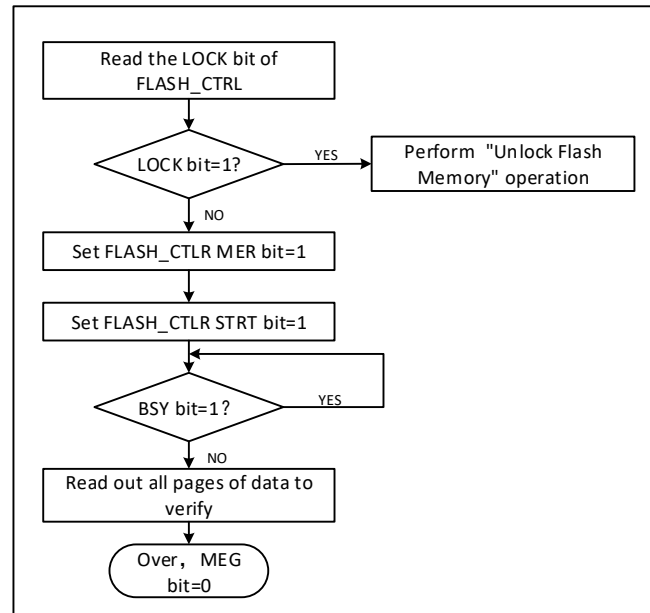 Read the LOCK bit of
FLASH_CTRL
LOCK bit=1?
YES
Perform "Unlock Flash
Memory" operation
NO
Set FLASH_CTLR MER bit=1
Set FLASH_CTLR STRT bit=1
BSY bit=1?
YES
NO
Read out all pages of data to
verify
Over，MEG
bit=0